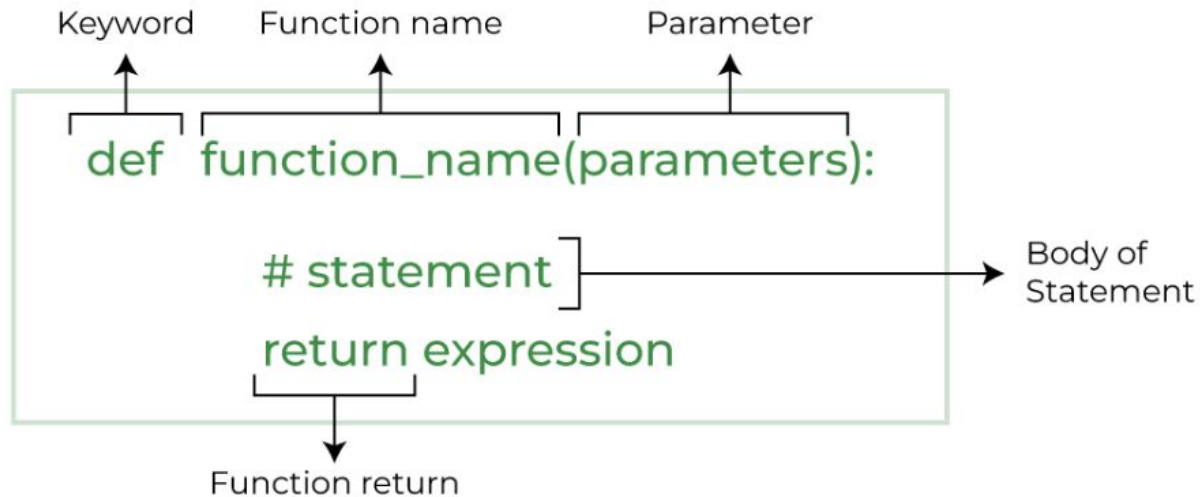 Keyword Function name Parameter
def function_name(parameters):
# statement
Body of
Statement
return expression
Function return